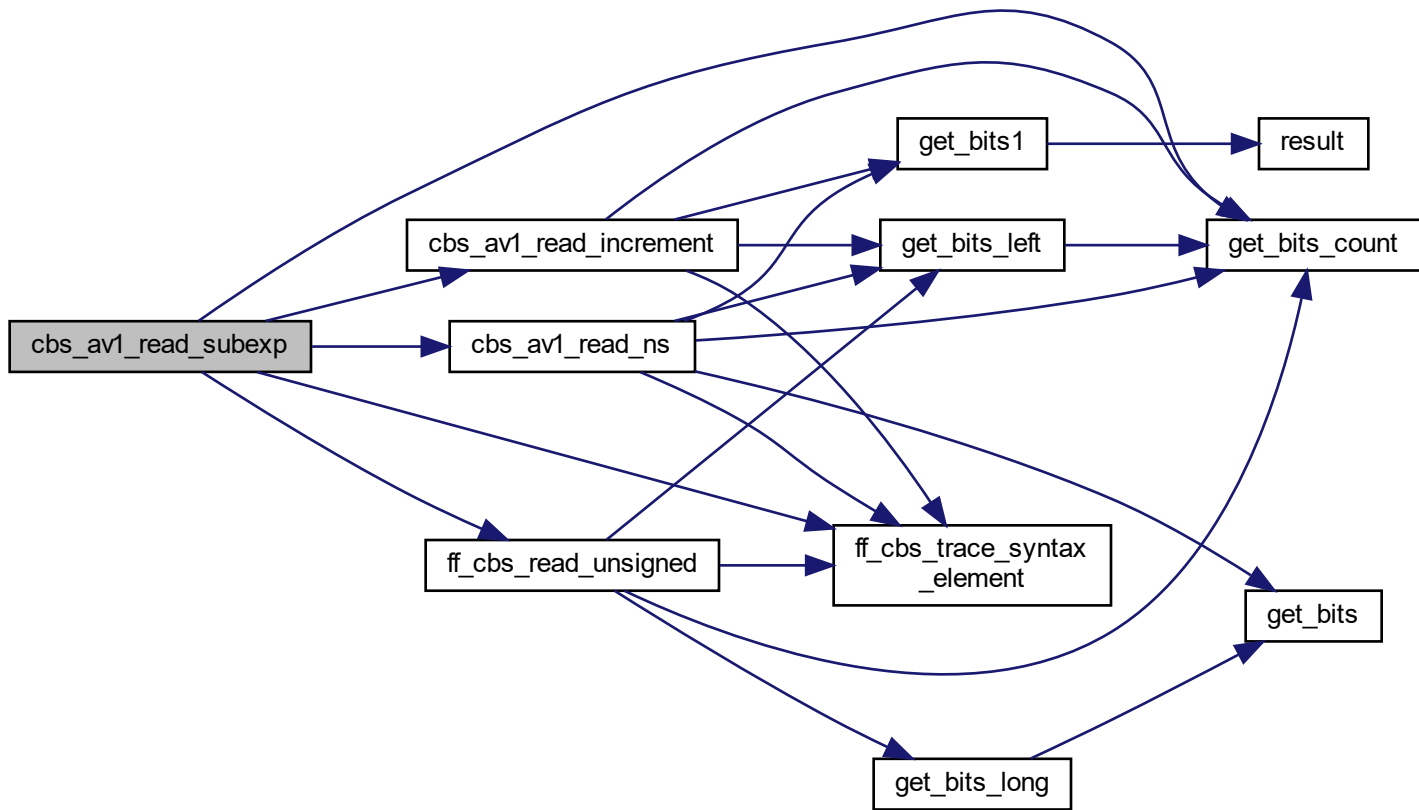 get_bits1
result
cbs_av1_read_increment
get_bits_left
get_bits_count
cbs_av1_read_subexp
cbs_av1_read_ns
ff_cbs_read_unsigned
ff_cbs_trace_syntax
_element
get_bits
get_bits_long